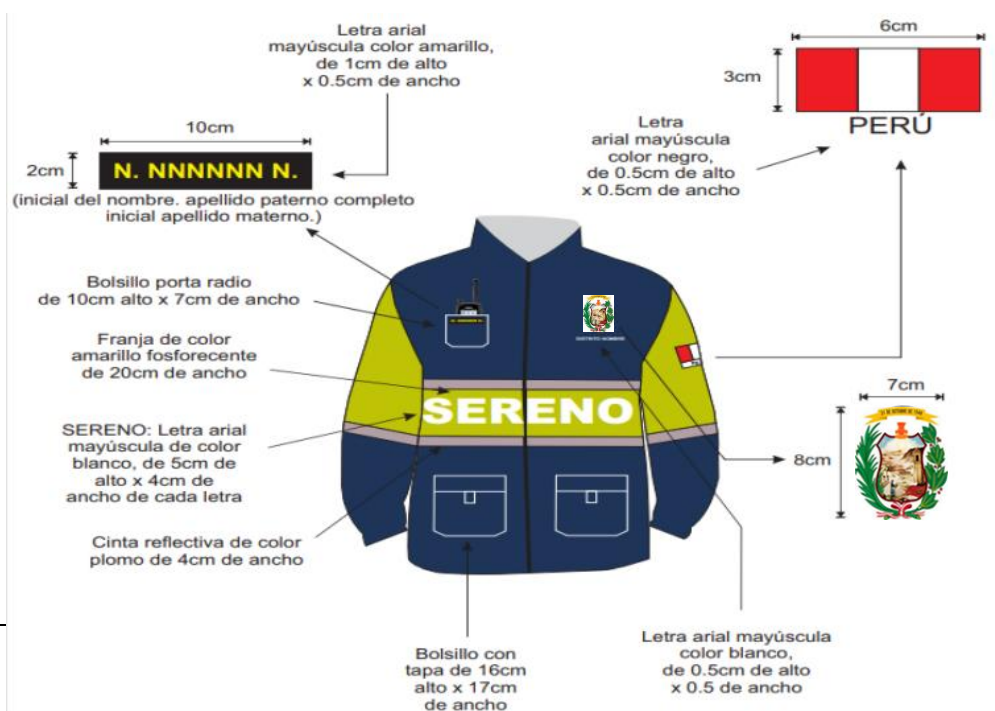 Letra arial
mayúscula color amarillo,
de 1cm de alto
x 0.5cm de ancho
6cm
3cm
PERÚ
Letra
arial mayúscula
color negro,
de 0.5cm de alto
x 0.5cm de ancho
10cm
2cm
N. NNNNNN N.
(inicial del nombre. apellido paterno completo
inicial apellido materno.)
Bolsillo porta radio
de 10cm alto x 7cm de ancho
N. NNNNNN N.
DISTRITO NOMBRE
Franja de color
amarillo fosforecente
de 20cm de ancho
SERENO
7cm
8cm
SERENO: Letra arial
mayúscula de color
blanco, de 5cm de
alto x 4cm de
ancho de cada letra
Cinta reflectiva de color
plomo de 4cm de ancho
Bolsillo con
tapa de 16cm
alto x 17cm
de ancho
Letra arial mayúscula
color blanco,
de 0.5cm de alto
x 0.5 de ancho